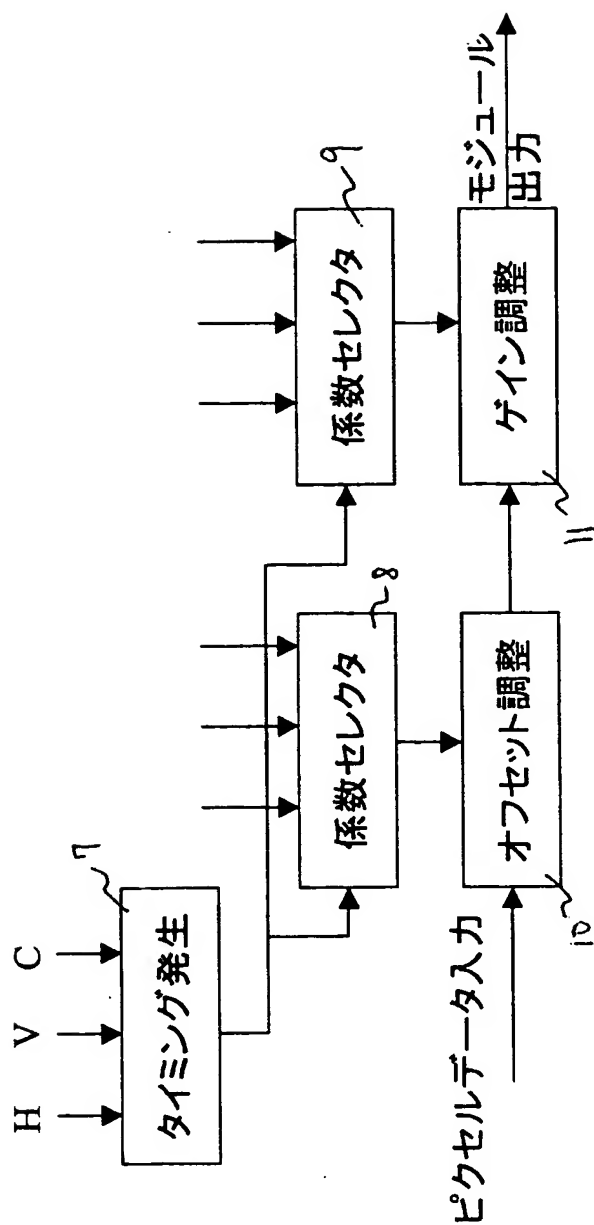 H
V
C
7
タイミング発生
8
係数セレクタ
9
係数セレクタ
ピクセルデータ入力
10
オフセット調整
11
ゲイン調整
モジュール
出力